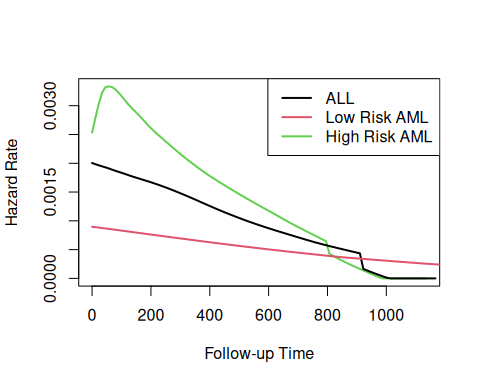 ALL
Low Risk AML
High Risk AML
Hazard Rate
0.0030
0.0015
0.0000
0 200 400 600 800 1000
Follow-up Time